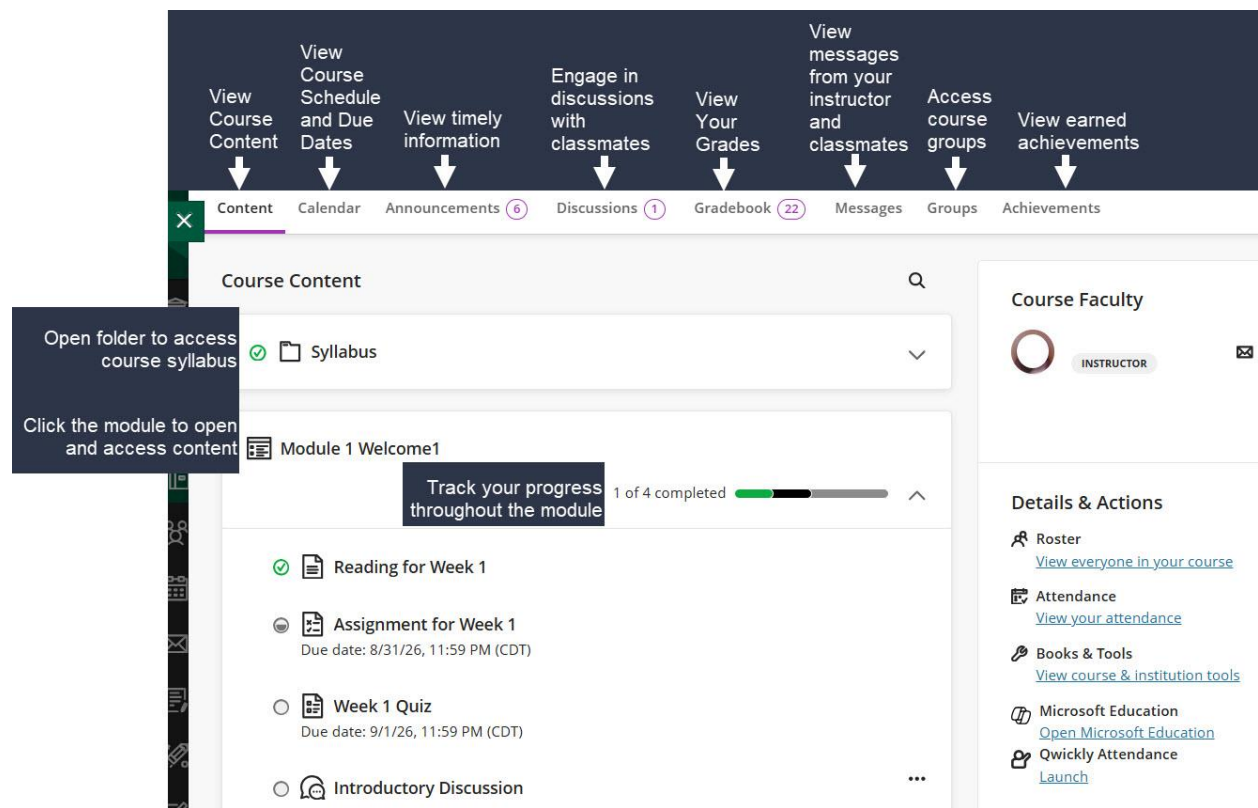 View
Course
Content
View
Course
Schedule
and Due
Dates
View timely
information
Engage in
discussions
with
classmates
View
Your
Grades
View
messages
from your
instructor
and
classmates
Access
course
groups
View earned
achievements
Content Calendar Announcements 6 Discussions 1 Gradebook 22 Messages Groups Achievements
Course Content
Open folder to access
course syllabus
Syllabus
Click the module to open
and access content
Module 1 Welcome1
Track your progress
throughout the module
1 of 4 completed
Reading for Week 1
Assignment for Week 1
Due date: 8/31/26, 11:59 PM (CDT)
Week 1 Quiz
Due date: 9/1/26, 11:59 PM (CDT)
Introductory Discussion
Course Faculty
INSTRUCTOR
Details & Actions
Roster
View everyone in your course
Attendance
View your attendance
Books & Tools
View course & institution tools
Microsoft Education
Open Microsoft Education
Qwickly Attendance
Launch